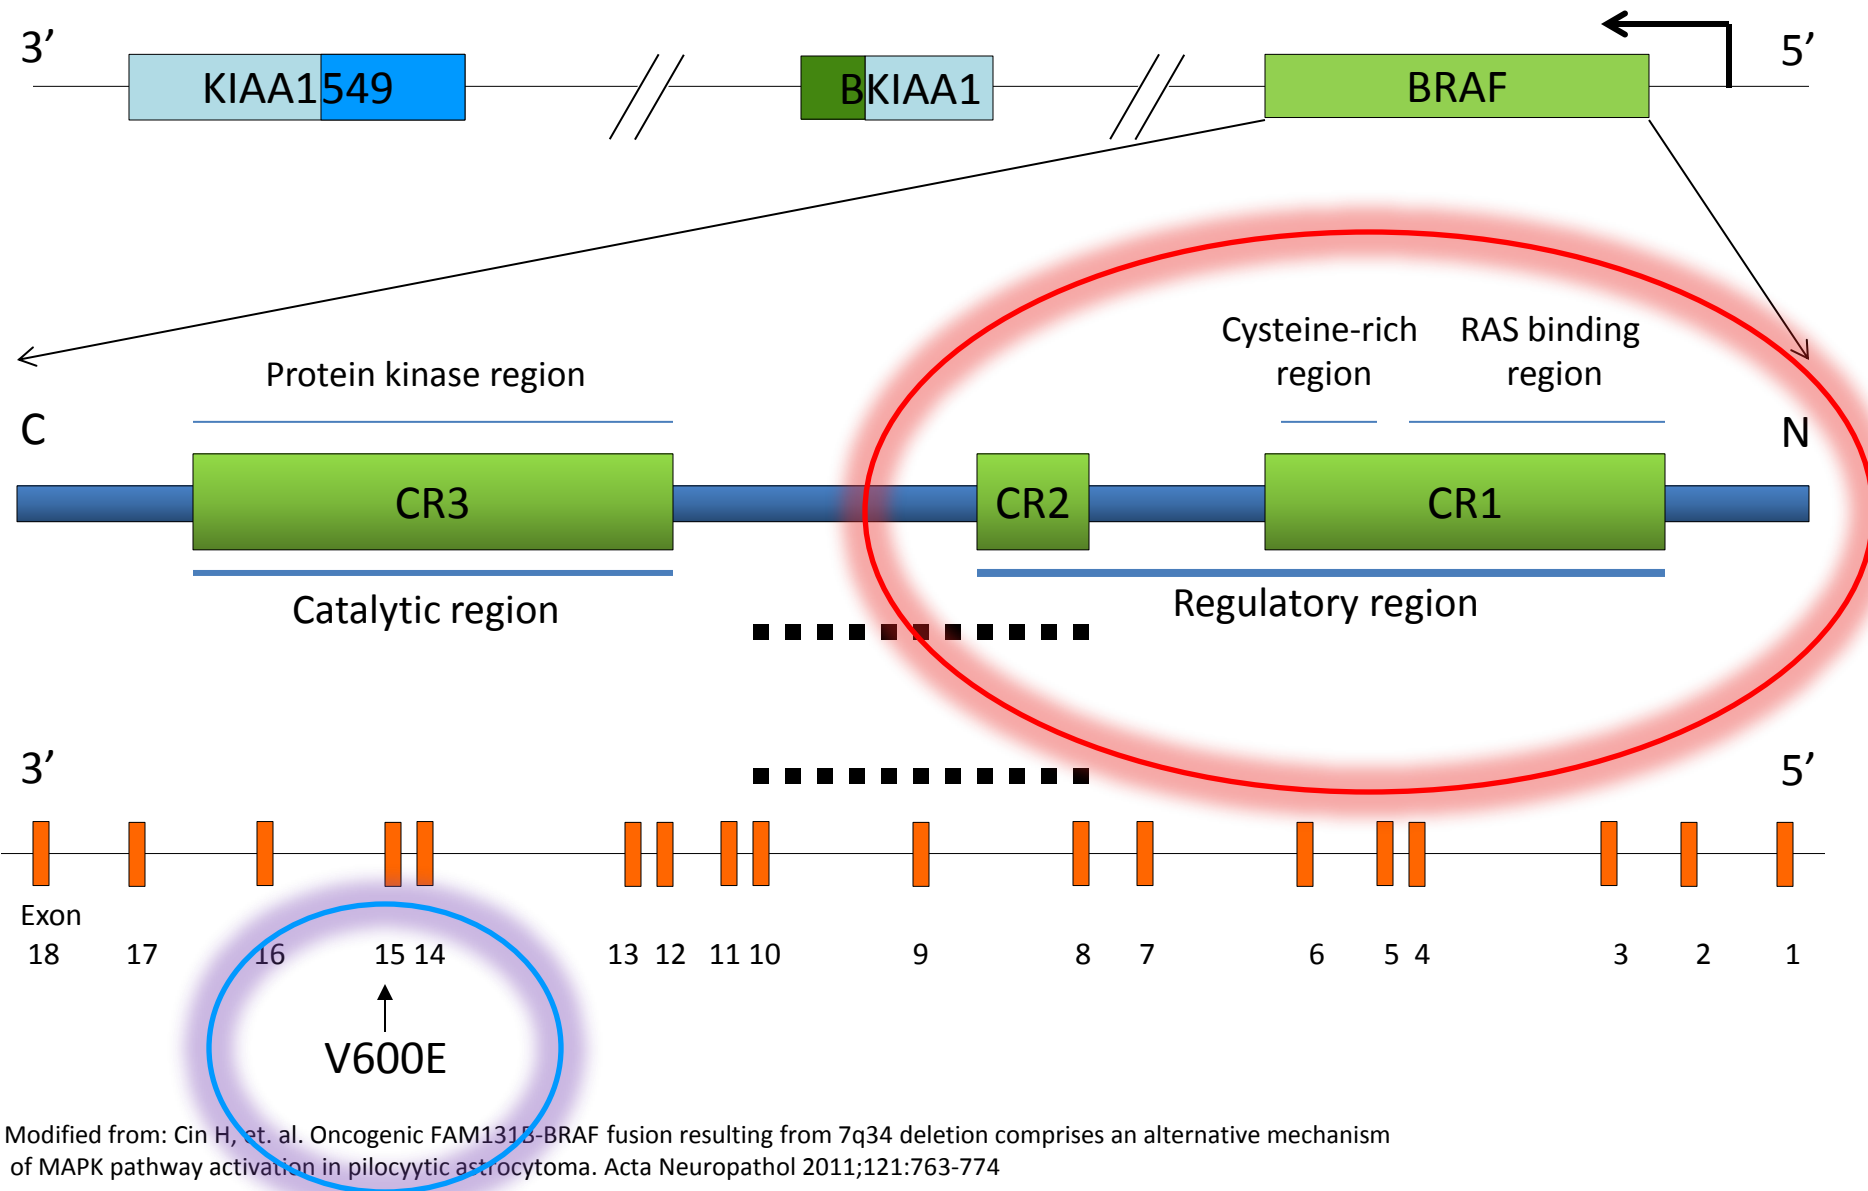 3’
KIAA1549
BKIAA1
BRAF
5’
Cysteine-rich
region
RAS binding
region
Protein kinase region
C
N
CR3
CR2
CR1
Catalytic region
Regulatory region
3’
5’
Exon
18 17 16 15 14 13 12 11 10 9 8 7 6 5 4 3 2 1
V600E
Modified from: Cin H, et. al. Oncogenic FAM131B-BRAF fusion resulting from 7q34 deletion comprises an alternative mechanism
of MAPK pathway activation in pilocyytic astrocytoma. Acta Neuropathol 2011;121:763-774